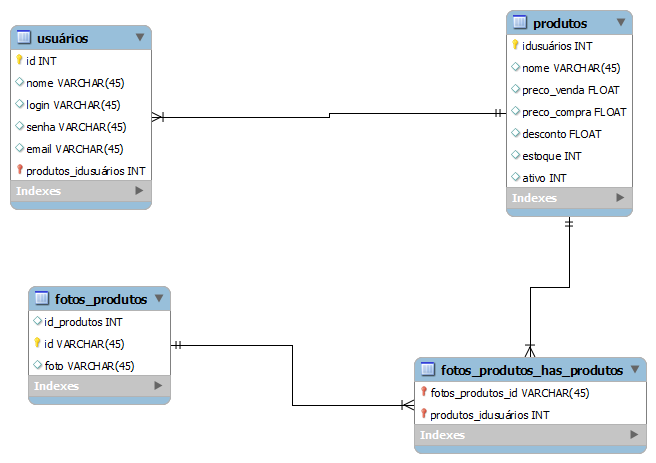 usuários
id INT
nome VARCHAR(45)
login VARCHAR(45)
senha VARCHAR(45)
email VARCHAR(45)
produtos_idusuários INT
Indexes
produtos
idusuários INT
nome VARCHAR(45)
preco_venda FLOAT
preco_compra FLOAT
desconto FLOAT
estoque INT
ativo INT
Indexes
fotos_produtos
id_produtos INT
id VARCHAR(45)
foto VARCHAR(45)
Indexes
fotos_produtos_has_produtos
fotos_produtos_id VARCHAR(45)
produtos_idusuários INT
Indexes